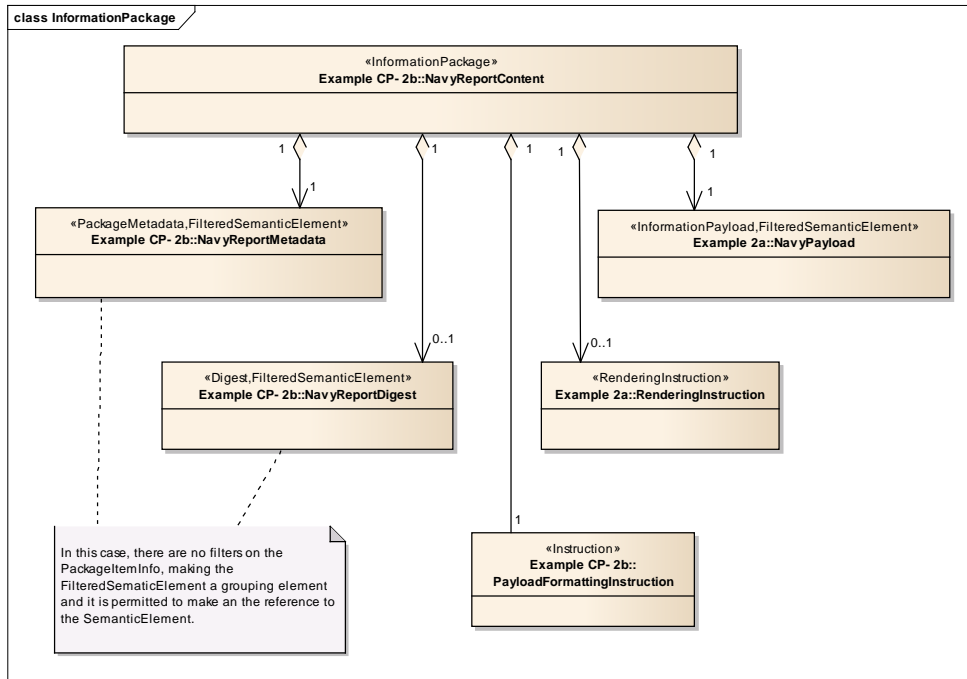 class InformationPackage
«InformationPackage»
Example CP- 2b::NavyReportContent
1
1
1
1
1
1
1
«PackageMetadata,FilteredSemanticElement»
Example CP- 2b::NavyReportMetadata
«InformationPayload,FilteredSemanticElement»
Example 2a::NavyPayload
0..1
0..1
«Digest,FilteredSemanticElement»
Example CP- 2b::NavyReportDigest
«RenderingInstruction»
Example 2a::RenderingInstruction
1
«Instruction»
Example CP- 2b::
PayloadFormattingInstruction
In this case, there are no filters on the
PackageItemInfo, making the
FilteredSematicElement a grouping element
and it is permitted to make an the reference to
the SemanticElement.